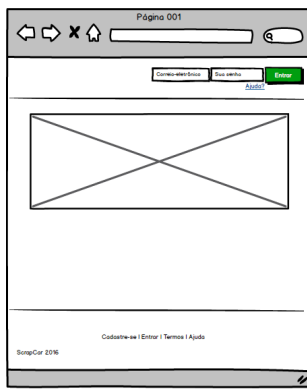 Página 001
Correio-eletrônico Sua senha Entrar
Ajuda?
Cadastre-se | Entrar | Termos | Ajuda
ScrapCar 2016